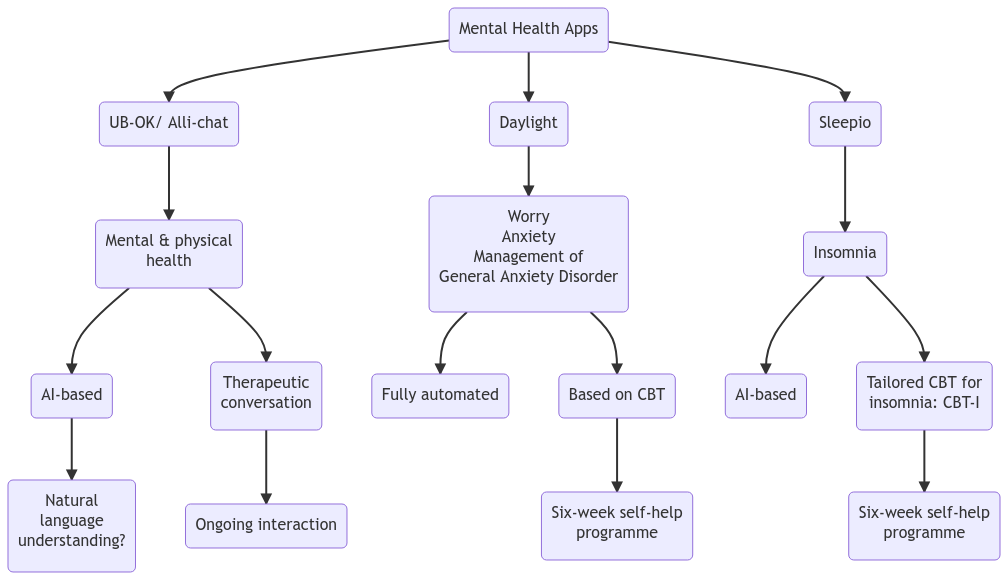 Mental Health Apps
UB-OK/ Alli-chat
Daylight
Sleepio
Mental & physical
health
Worry
Anxiety
Management of
General Anxiety Disorder
Insomnia
AI-based
Therapeutic
conversation
Fully automated
Based on CBT
AI-based
Tailored CBT for
insomnia: CBT-I
Natural
language
understanding?
Ongoing interaction
Six-week self-help
programme
Six-week self-help
programme